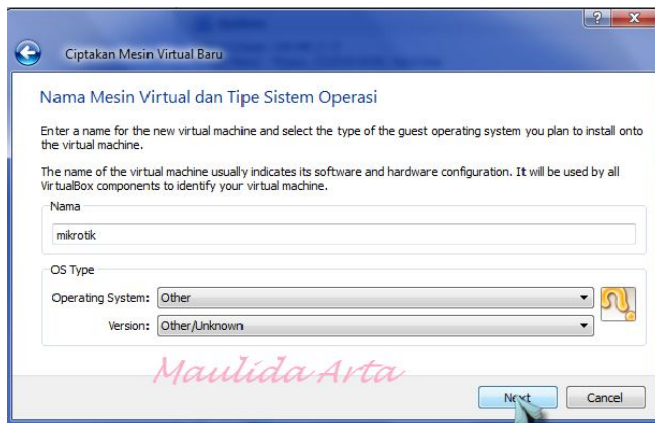 Ciptakan Mesin Virtual Baru
Nama Mesin Virtual dan Tipe Sistem Operasi
Enter a name for the new virtual machine and select the type of the guest operating system you plan to install onto
the virtual machine.
The name of the virtual machine usually indicates its software and hardware configuration. It will be used by all
VirtualBox components to identify your virtual machine.
Nama
mikrotik
OS Type
Operating System: Other
Version: Other/Unknown
Maulida Arta
Next Cancel